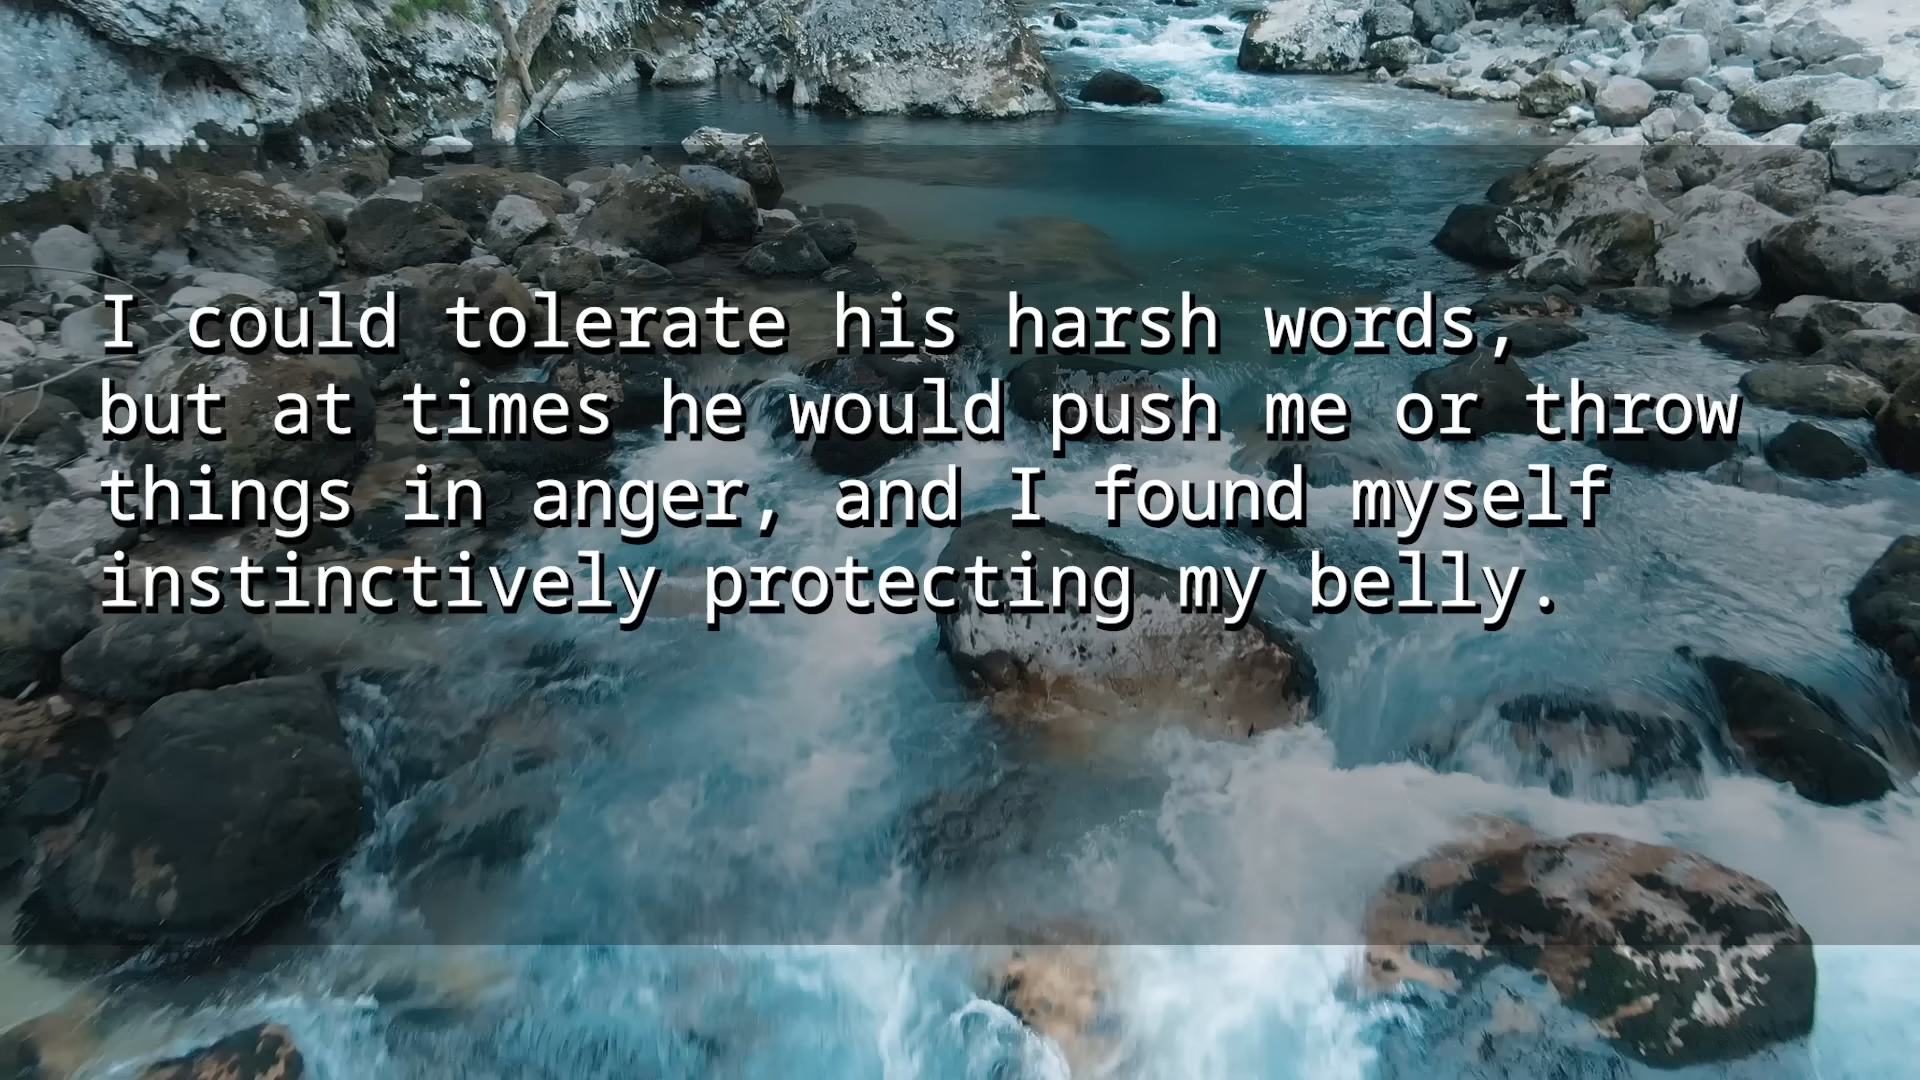 I could tolerate his harsh words,
but at times he would push me or throw
things in anger, and I found myself
instinctively protecting my belly.